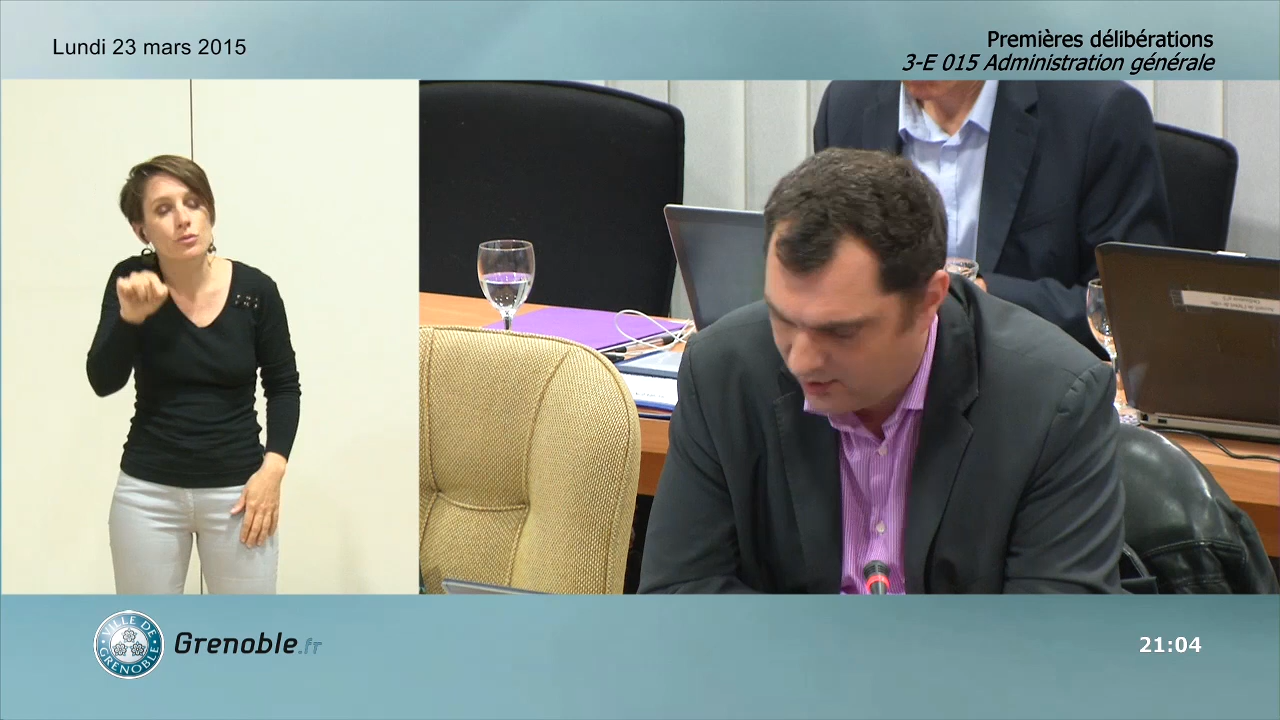 Lundi 23 mars 2015
Premières délibérations
3-E 015 Administration générale
VILLE DE
GRENOBLE
Grenoble.fr
21:04